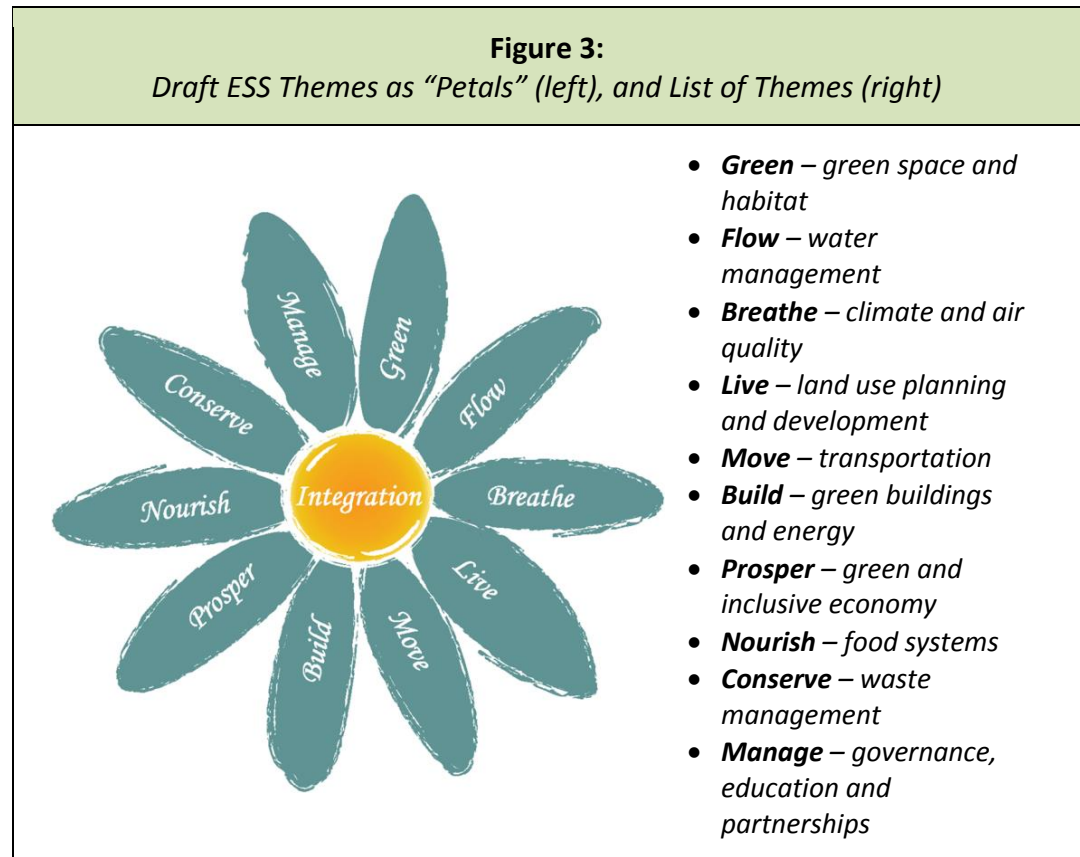 Figure 3:
Draft ESS Themes as “Petals” (left), and List of Themes (right)
Manage
Green
Conserve
Flow
Nourish
Integration
Breathe
Prosper
Live
Build
Move
• Green – green space and
habitat
• Flow – water
management
• Breathe – climate and air
quality
• Live – land use planning
and development
• Move – transportation
• Build – green buildings
and energy
• Prosper – green and
inclusive economy
• Nourish – food systems
• Conserve – waste
management
• Manage – governance,
education and
partnerships